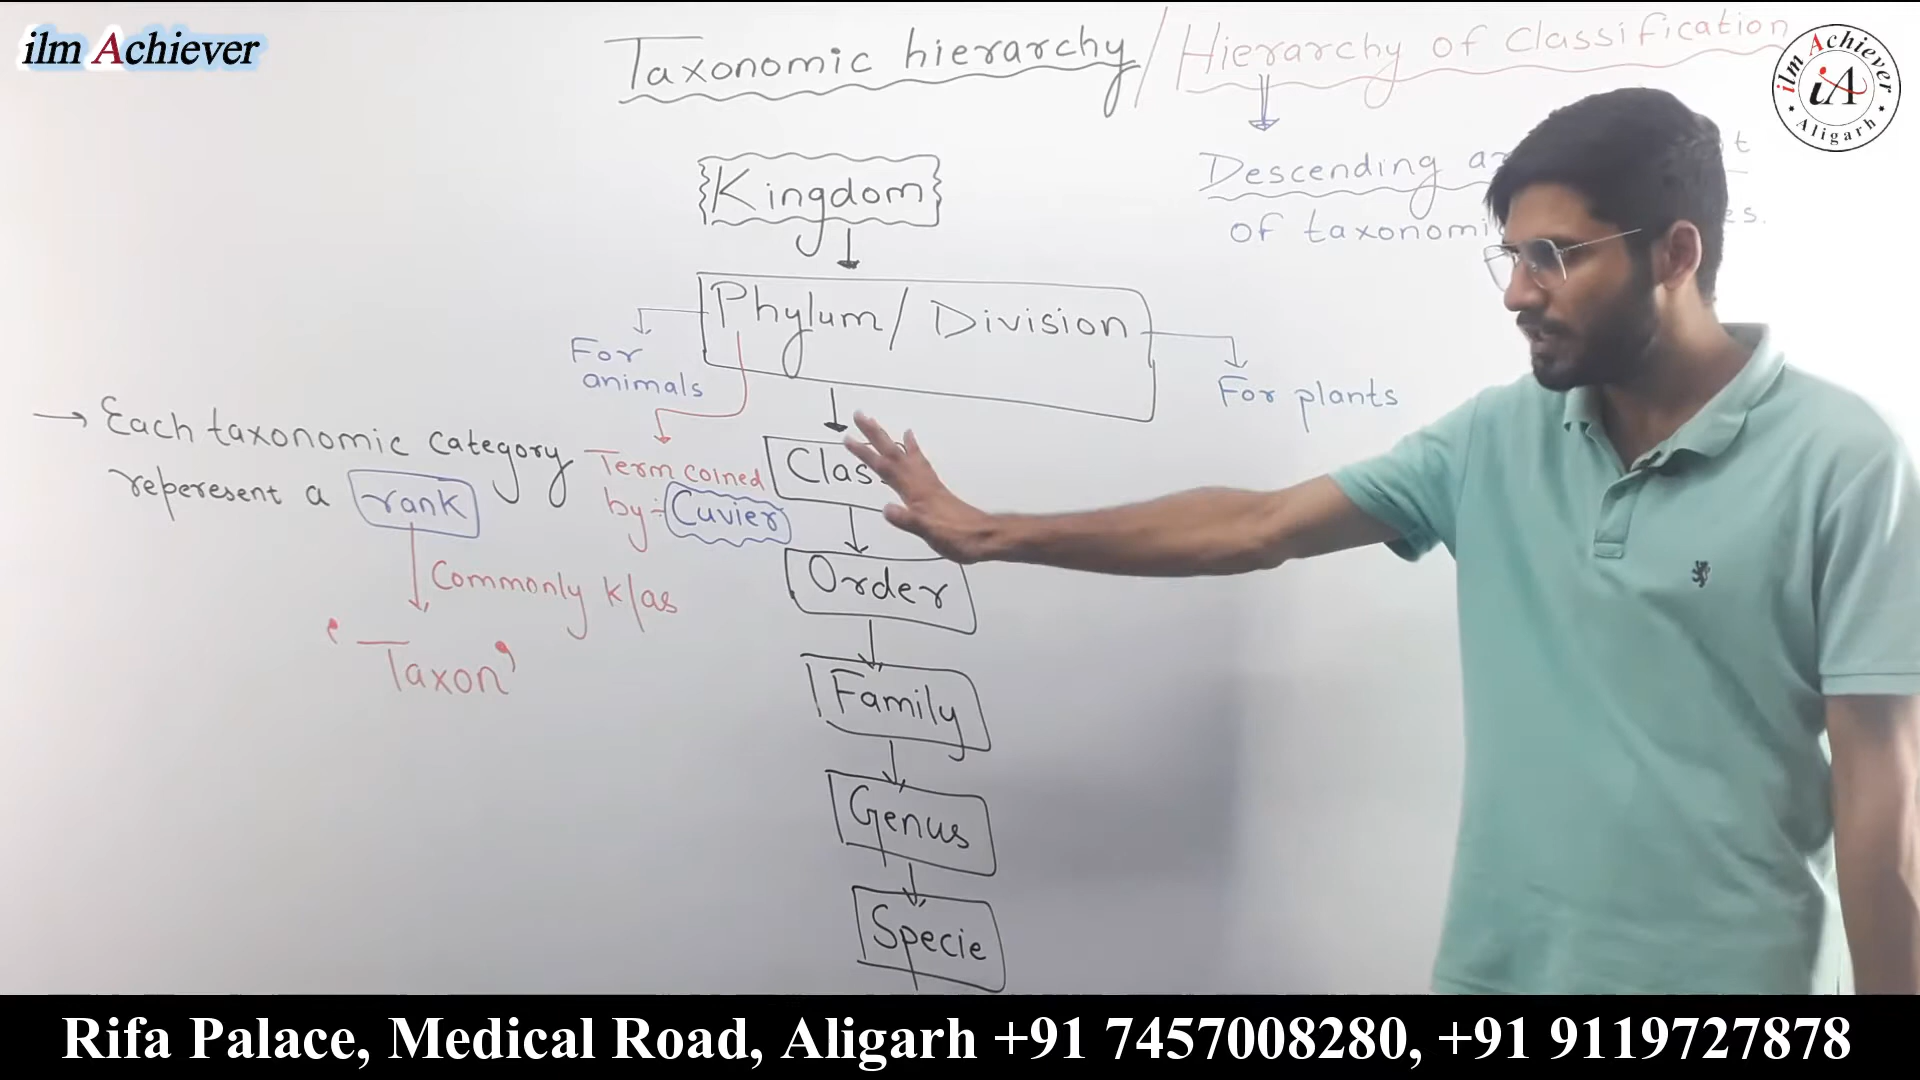 ilm Achiever
Taxonomic hierarchy / Hierarchy of classification
ilm Achiever
iA
Aligarh
Kingdom
Descending
of taxonomi
es.
Phylum / Division
For
animals
For plants
→ Each taxonomic category
reperesent a rank
Term coined
by:- Cuvier
Clas
Order
Commonly k/as
'Taxon'
Family
Genus
Specie
Rifa Palace, Medical Road, Aligarh +91 7457008280, +91 9119727878